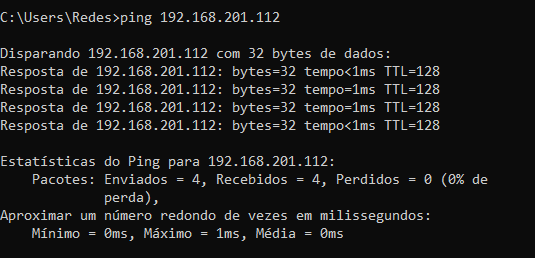 C:\Users\Redes>ping 192.168.201.112
Disparando 192.168.201.112 com 32 bytes de dados:
Resposta de 192.168.201.112: bytes=32 tempo<1ms TTL=128
Resposta de 192.168.201.112: bytes=32 tempo=1ms TTL=128
Resposta de 192.168.201.112: bytes=32 tempo=1ms TTL=128
Resposta de 192.168.201.112: bytes=32 tempo<1ms TTL=128
Estatísticas do Ping para 192.168.201.112:
Pacotes: Enviados = 4, Recebidos = 4, Perdidos = 0 (0% de
perda),
Aproximar um número redondo de vezes em milissegundos:
Mínimo = 0ms, Máximo = 1ms, Média = 0ms